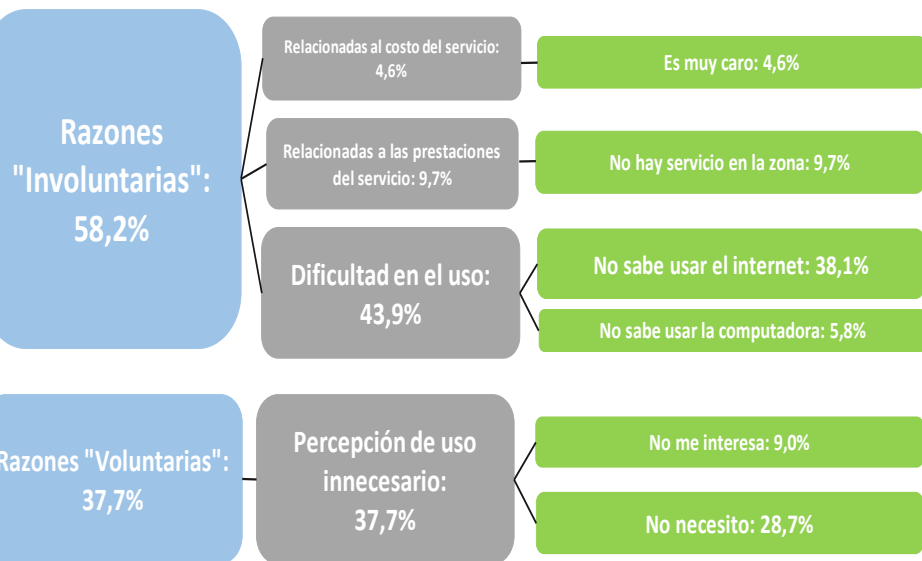 Razones
"Involuntarias":
58,2%
Relacionadas al costo del servicio:
4,6%
Es muy caro: 4,6%
Relacionadas a las prestaciones
del servicio: 9,7%
No hay servicio en la zona: 9,7%
Dificultad en el uso:
43,9%
No sabe usar el internet: 38,1%
No sabe usar la computadora: 5,8%
Razones "Voluntarias":
37,7%
Percepción de uso
innecesario:
37,7%
No me interesa: 9,0%
No necesito: 28,7%